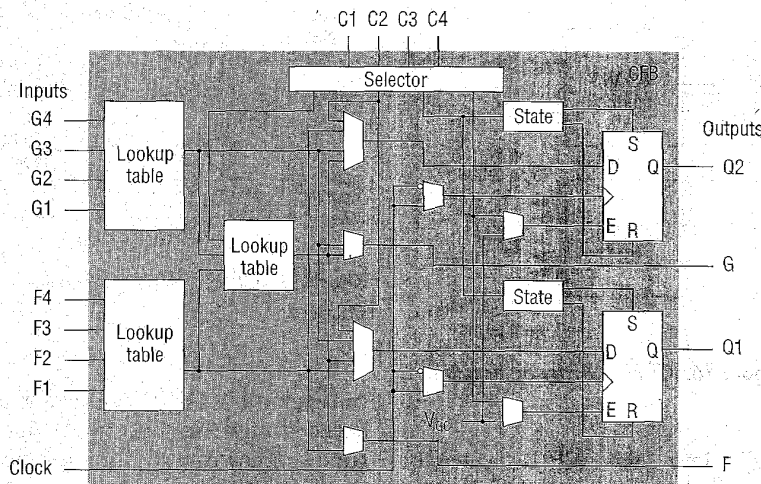 C1 C2 C3 C4
Selector
Inputs
G4
G3
G2
G1
Lookup
table
State
S
D Q
E R
Outputs
Q2
Lookup
table
G
F4
F3
F2
F1
Lookup
table
State
S
D Q
E R
Q1
Clock
F